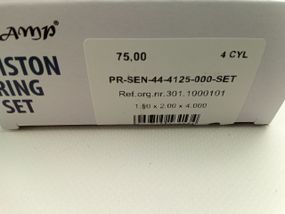 AMP
PISTON
RING
SET
75,00 4 CYL
PR-SEN-44-4125-000-SET
Ref.org.nr.301.1000101
1.50 x 2.00 x 4.000